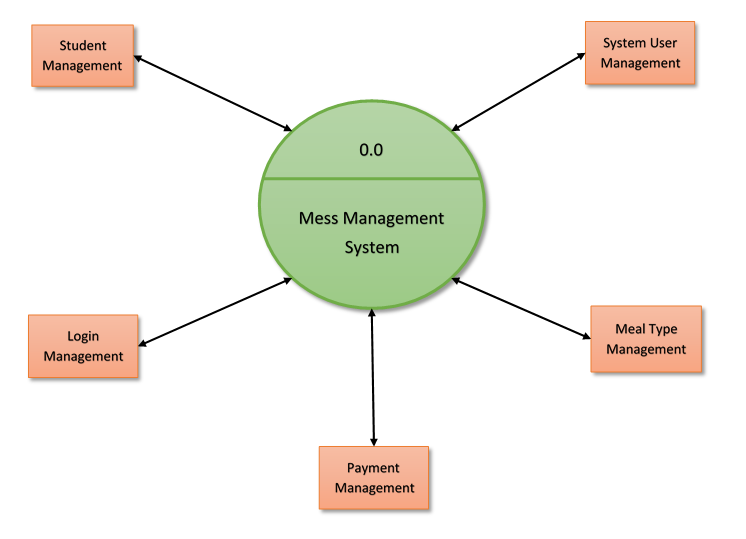 Student
Management
System User
Management
0.0
Mess Management
System
Login
Management
Meal Type
Management
Payment
Management